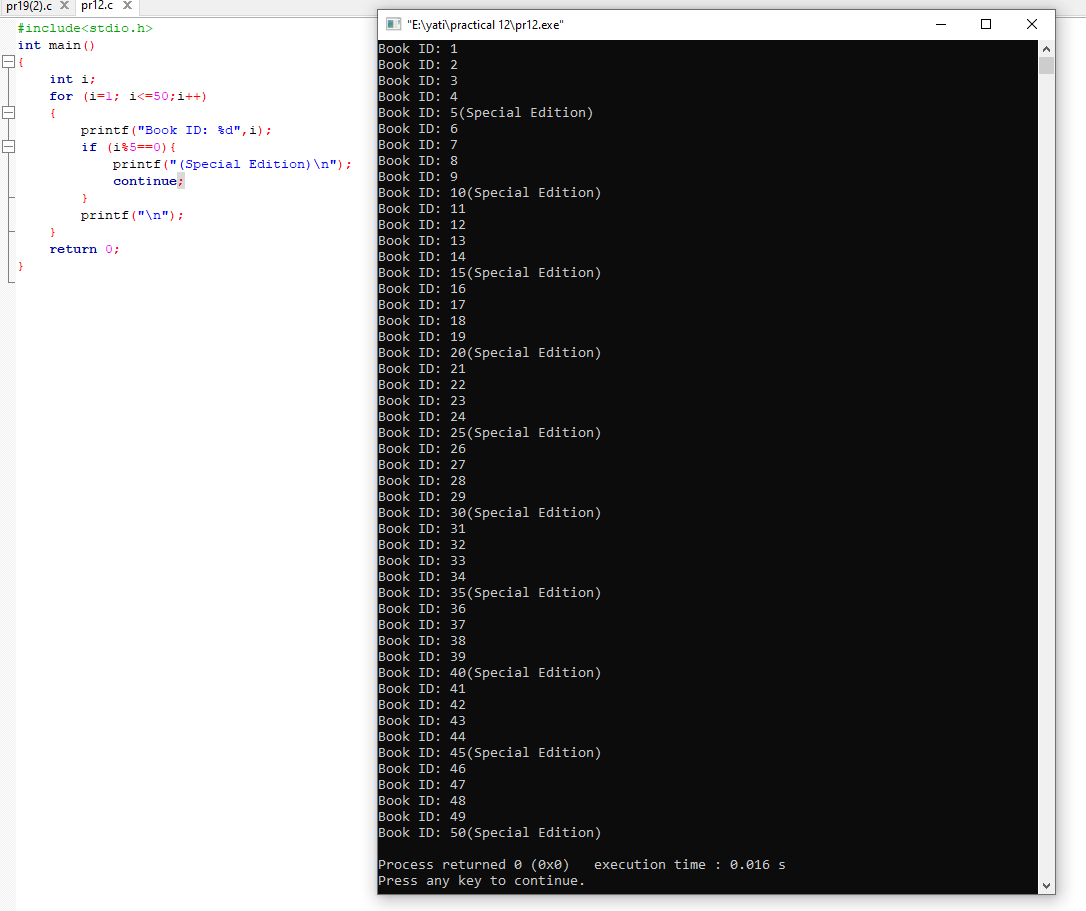 pr19(2).c X pr12.c X
#include<stdio.h>
int main()
{
    int i;
    for (i=1; i<=50;i++)
    {
        printf("Book ID: %d",i);
        if (i%5==0){
            printf("(Special Edition)\n");
            continue;
        }
        printf("\n");
    }
    return 0;
}
"E:\yati\practical 12\pr12.exe"
Book ID: 1
Book ID: 2
Book ID: 3
Book ID: 4
Book ID: 5(Special Edition)
Book ID: 6
Book ID: 7
Book ID: 8
Book ID: 9
Book ID: 10(Special Edition)
Book ID: 11
Book ID: 12
Book ID: 13
Book ID: 14
Book ID: 15(Special Edition)
Book ID: 16
Book ID: 17
Book ID: 18
Book ID: 19
Book ID: 20(Special Edition)
Book ID: 21
Book ID: 22
Book ID: 23
Book ID: 24
Book ID: 25(Special Edition)
Book ID: 26
Book ID: 27
Book ID: 28
Book ID: 29
Book ID: 30(Special Edition)
Book ID: 31
Book ID: 32
Book ID: 33
Book ID: 34
Book ID: 35(Special Edition)
Book ID: 36
Book ID: 37
Book ID: 38
Book ID: 39
Book ID: 40(Special Edition)
Book ID: 41
Book ID: 42
Book ID: 43
Book ID: 44
Book ID: 45(Special Edition)
Book ID: 46
Book ID: 47
Book ID: 48
Book ID: 49
Book ID: 50(Special Edition)
Process returned 0 (0x0)   execution time : 0.016 s
Press any key to continue.